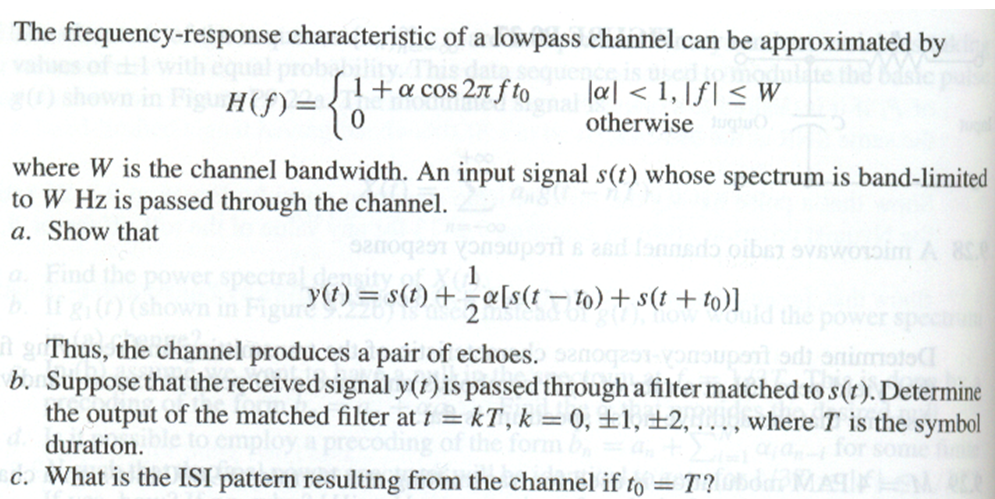 The frequency-response characteristic of a lowpass channel can be approximated by
H(f) = { 1 + α cos 2πf t₀   |α| < 1, |f| ≤ W
0   otherwise
where W is the channel bandwidth. An input signal s(t) whose spectrum is band-limited
to W Hz is passed through the channel.
a. Show that
y(t) = s(t) + 1/2 α[s(t − t₀) + s(t + t₀)]
Thus, the channel produces a pair of echoes.
b. Suppose that the received signal y(t) is passed through a filter matched to s(t). Determine
the output of the matched filter at t = kT, k = 0, ±1, ±2, ..., where T is the symbol
duration.
c. What is the ISI pattern resulting from the channel if t₀ = T?